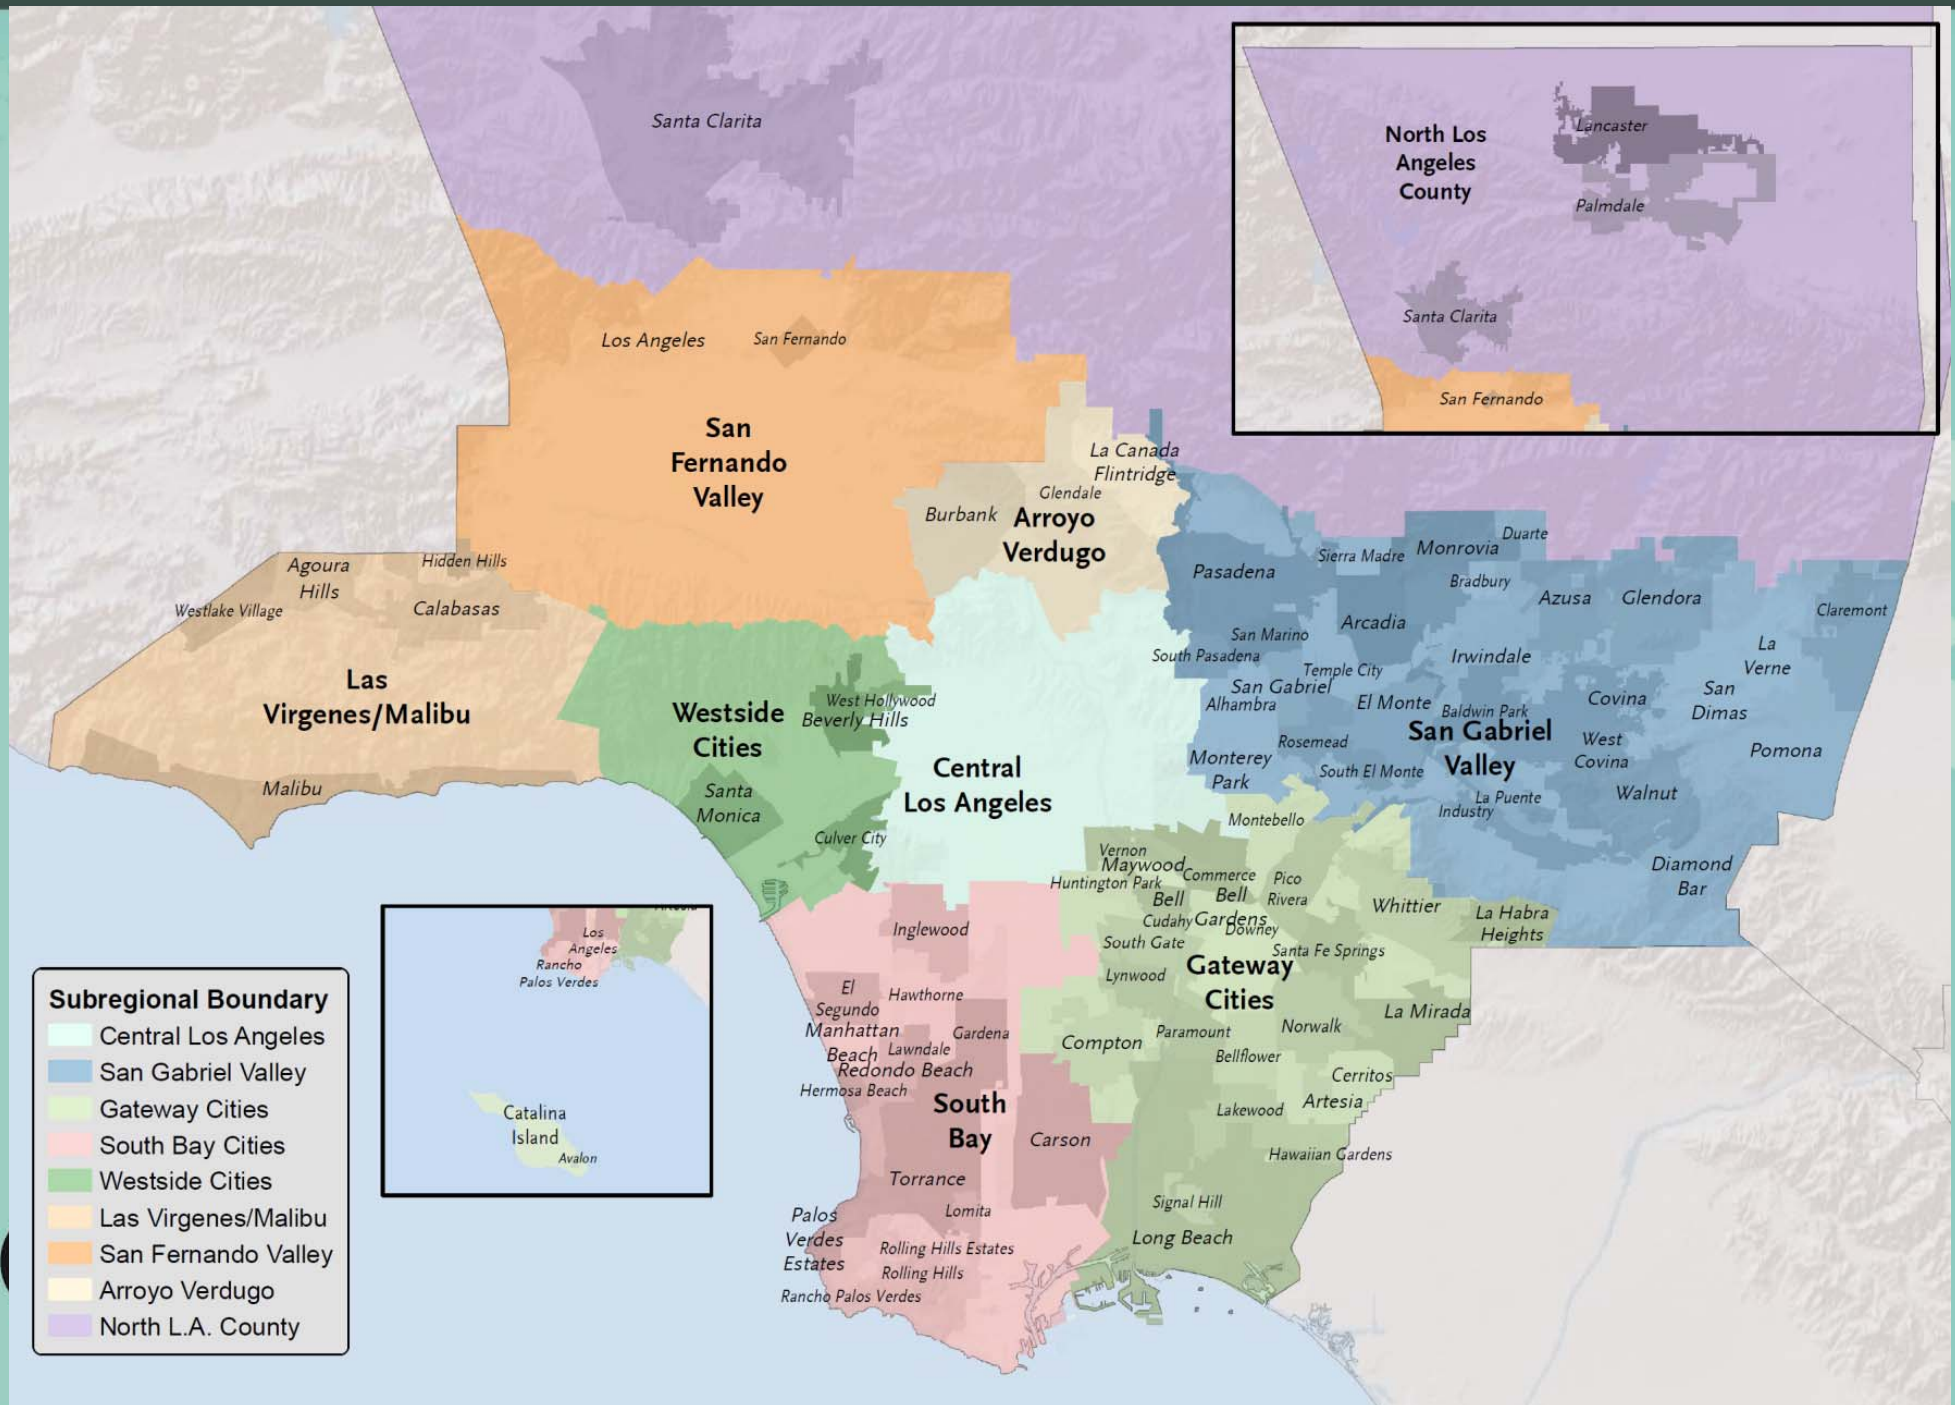 Santa Clarita
North Los
Angeles
County
Lancaster
Palmdale
Santa Clarita
San Fernando
Los Angeles
San Fernando
San
Fernando
Valley
La Canada
Flintridge
Glendale
Burbank
Arroyo
Verdugo
Agoura
Hills
Hidden Hills
Westlake Village
Calabasas
Las
Virgenes/Malibu
Malibu
Westside
Cities
West Hollywood
Beverly Hills
Santa
Monica
Culver City
Central
Los Angeles
Pasadena
Sierra Madre
Monrovia
Duarte
Bradbury
Azusa
Glendora
Claremont
Arcadia
San Marino
South Pasadena
Temple City
Irwindale
La
Verne
San Gabriel
Alhambra
El Monte
Baldwin Park
Covina
San
Dimas
San Gabriel
Valley
Rosemead
West
Covina
Pomona
Monterey
Park
South El Monte
La Puente
Industry
Walnut
Diamond
Bar
Montebello
Vernon
Maywood
Commerce
Huntington Park
Pico
Rivera
Bell
Bell
Gardens
Cudahy
Downey
Whittier
La Habra
Heights
South Gate
Santa Fe Springs
Lynwood
Gateway
Cities
La Mirada
Compton
Paramount
Norwalk
Bellflower
Cerritos
Lakewood
Artesia
Hawaiian Gardens
Signal Hill
Long Beach
Inglewood
El
Segundo
Hawthorne
Manhattan
Beach
Gardena
Lawndale
Redondo Beach
Hermosa Beach
South
Bay
Carson
Torrance
Lomita
Palos
Verdes
Estates
Rolling Hills Estates
Rolling Hills
Rancho Palos Verdes
Los
Angeles
Rancho
Palos Verdes
Catalina
Island
Avalon
Subregional Boundary
Central Los Angeles
San Gabriel Valley
Gateway Cities
South Bay Cities
Westside Cities
Las Virgenes/Malibu
San Fernando Valley
Arroyo Verdugo
North L.A. County